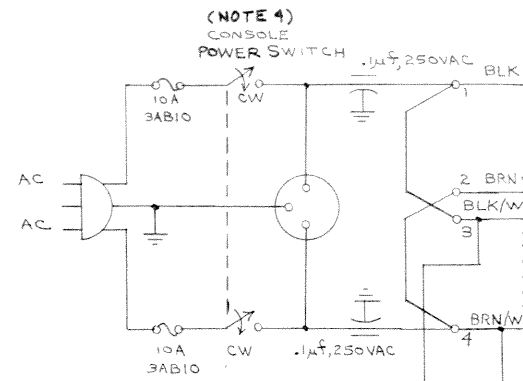 (NOTE 4)
CONSOLE
POWER SWITCH
.1µf, 250VAC
BLK
1
10A
3AB10
CW
AC
AC
2
BRN
BLK/W
3
BRN/W
4
10A
3AB10
CW
.1µf, 250VAC